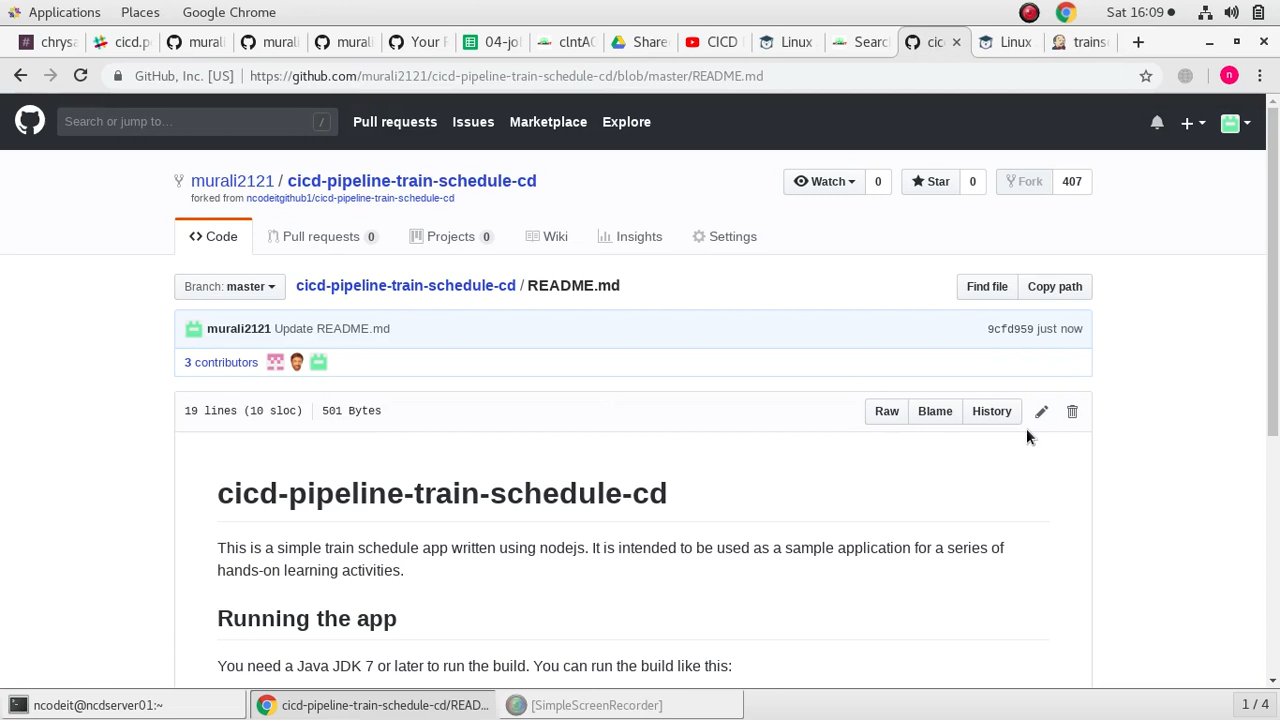 Applications Places Google Chrome Sat 16:09
chrysa cicd.p murali murali murali Your F 04-jo clntA Share CICD Linux Searc cic Linux trains
GitHub, Inc. [US] https://github.com/murali2121/cicd-pipeline-train-schedule-cd/blob/master/README.md n
Search or jump to... / Pull requests Issues Marketplace Explore
murali2121 / cicd-pipeline-train-schedule-cd Watch 0 Star 0 Fork 407
forked from ncodeitgithub1/cicd-pipeline-train-schedule-cd
Code Pull requests 0 Projects 0 Wiki Insights Settings
Branch: master cicd-pipeline-train-schedule-cd / README.md Find file Copy path
murali2121 Update README.md 9cfd959 just now
3 contributors
19 lines (10 sloc) 501 Bytes Raw Blame History
cicd-pipeline-train-schedule-cd
This is a simple train schedule app written using nodejs. It is intended to be used as a sample application for a series of
hands-on learning activities.
Running the app
You need a Java JDK 7 or later to run the build. You can run the build like this:
ncodeit@ncdserver01:~ cicd-pipeline-train-schedule-cd/READ... [SimpleScreenRecorder] 1 / 4